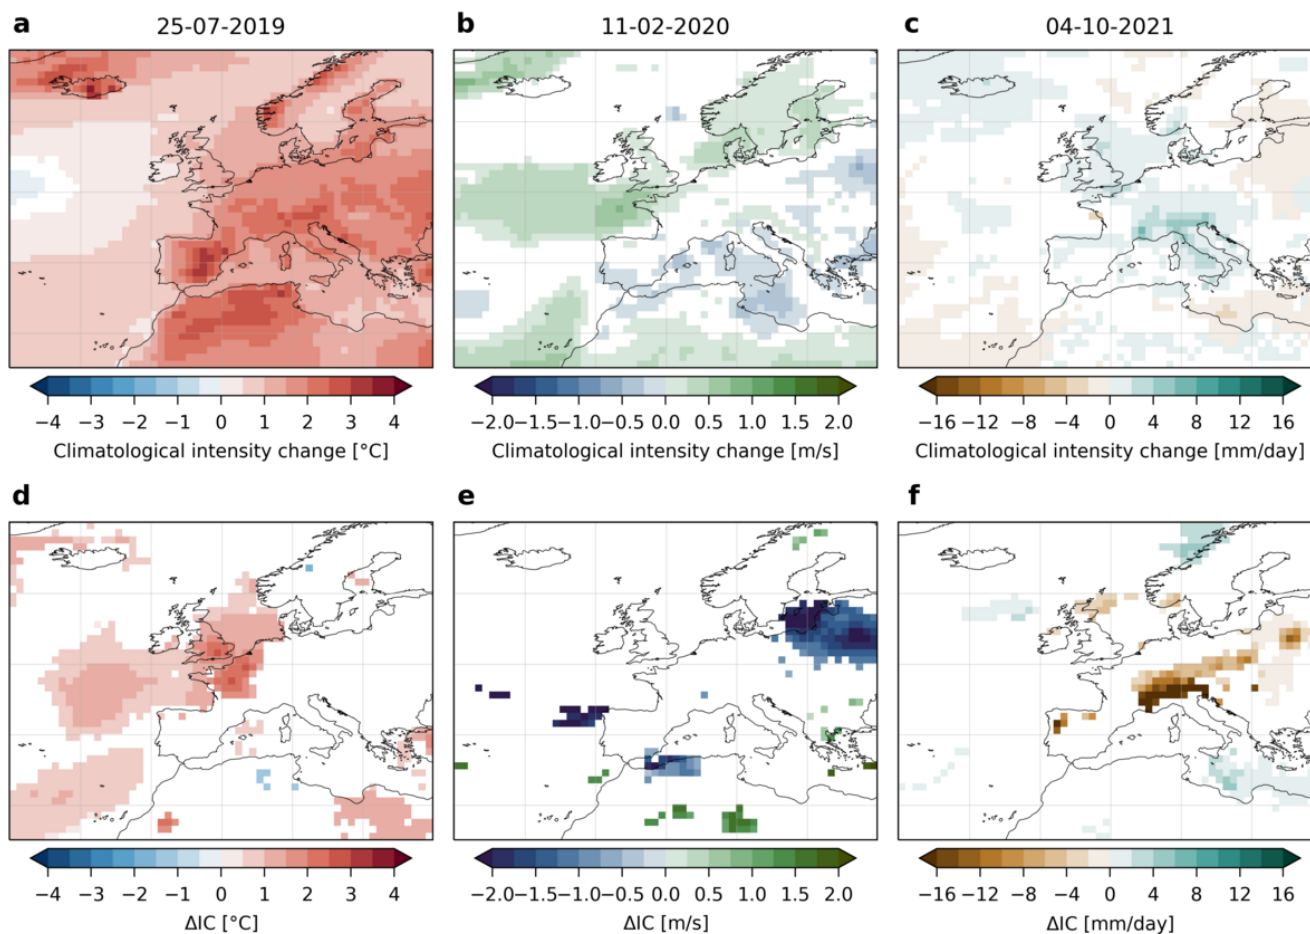 a 25-07-2019
b 11-02-2020
c 04-10-2021
−4 −3 −2 −1 0 1 2 3 4
Climatological intensity change [°C]
−2.0 −1.5 −1.0 −0.5 0.0 0.5 1.0 1.5 2.0
Climatological intensity change [m/s]
−16 −12 −8 −4 0 4 8 12 16
Climatological intensity change [mm/day]
d
e
f
−4 −3 −2 −1 0 1 2 3 4
ΔIC [°C]
−2.0 −1.5 −1.0 −0.5 0.0 0.5 1.0 1.5 2.0
ΔIC [m/s]
−16 −12 −8 −4 0 4 8 12 16
ΔIC [mm/day]